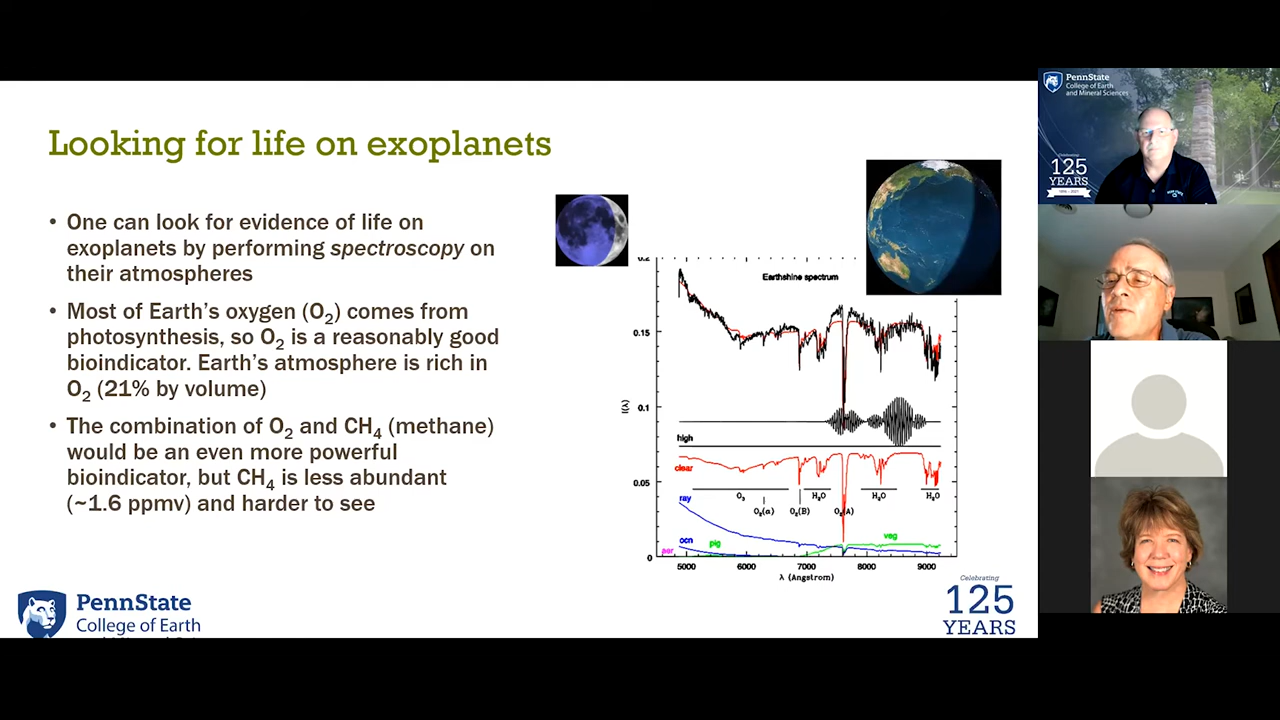 Looking for life on exoplanets
• One can look for evidence of life on
exoplanets by performing spectroscopy on
their atmospheres
• Most of Earth's oxygen (O₂) comes from
photosynthesis, so O₂ is a reasonably good
bioindicator. Earth's atmosphere is rich in
O₂ (21% by volume)
• The combination of O₂ and CH₄ (methane)
would be an even more powerful
bioindicator, but CH₄ is less abundant
(~1.6 ppmv) and harder to see
0.2
Earthshine spectrum
0.15
I(λ)
0.1
high
clear
0.05
O₃ H₂O H₂O H₂O
O₂(α) O₂(B) O₂(A)
ray
ocn
pig
veg
aer
0
5000 6000 7000 8000 9000
λ (Angstrom)
PennState
College of Earth
Celebrating
125
YEARS
PennState
College of Earth
and Mineral Sciences
Celebrating
125
YEARS